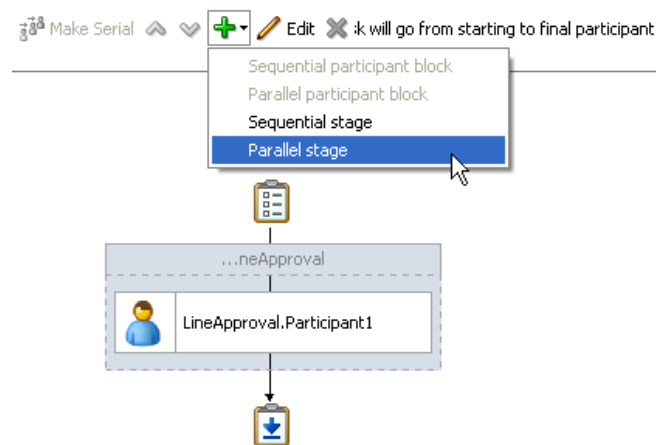 Make Serial Edit :k will go from starting to final participant
Sequential participant block
Parallel participant block
Sequential stage
Parallel stage
...neApproval
LineApproval.Participant1